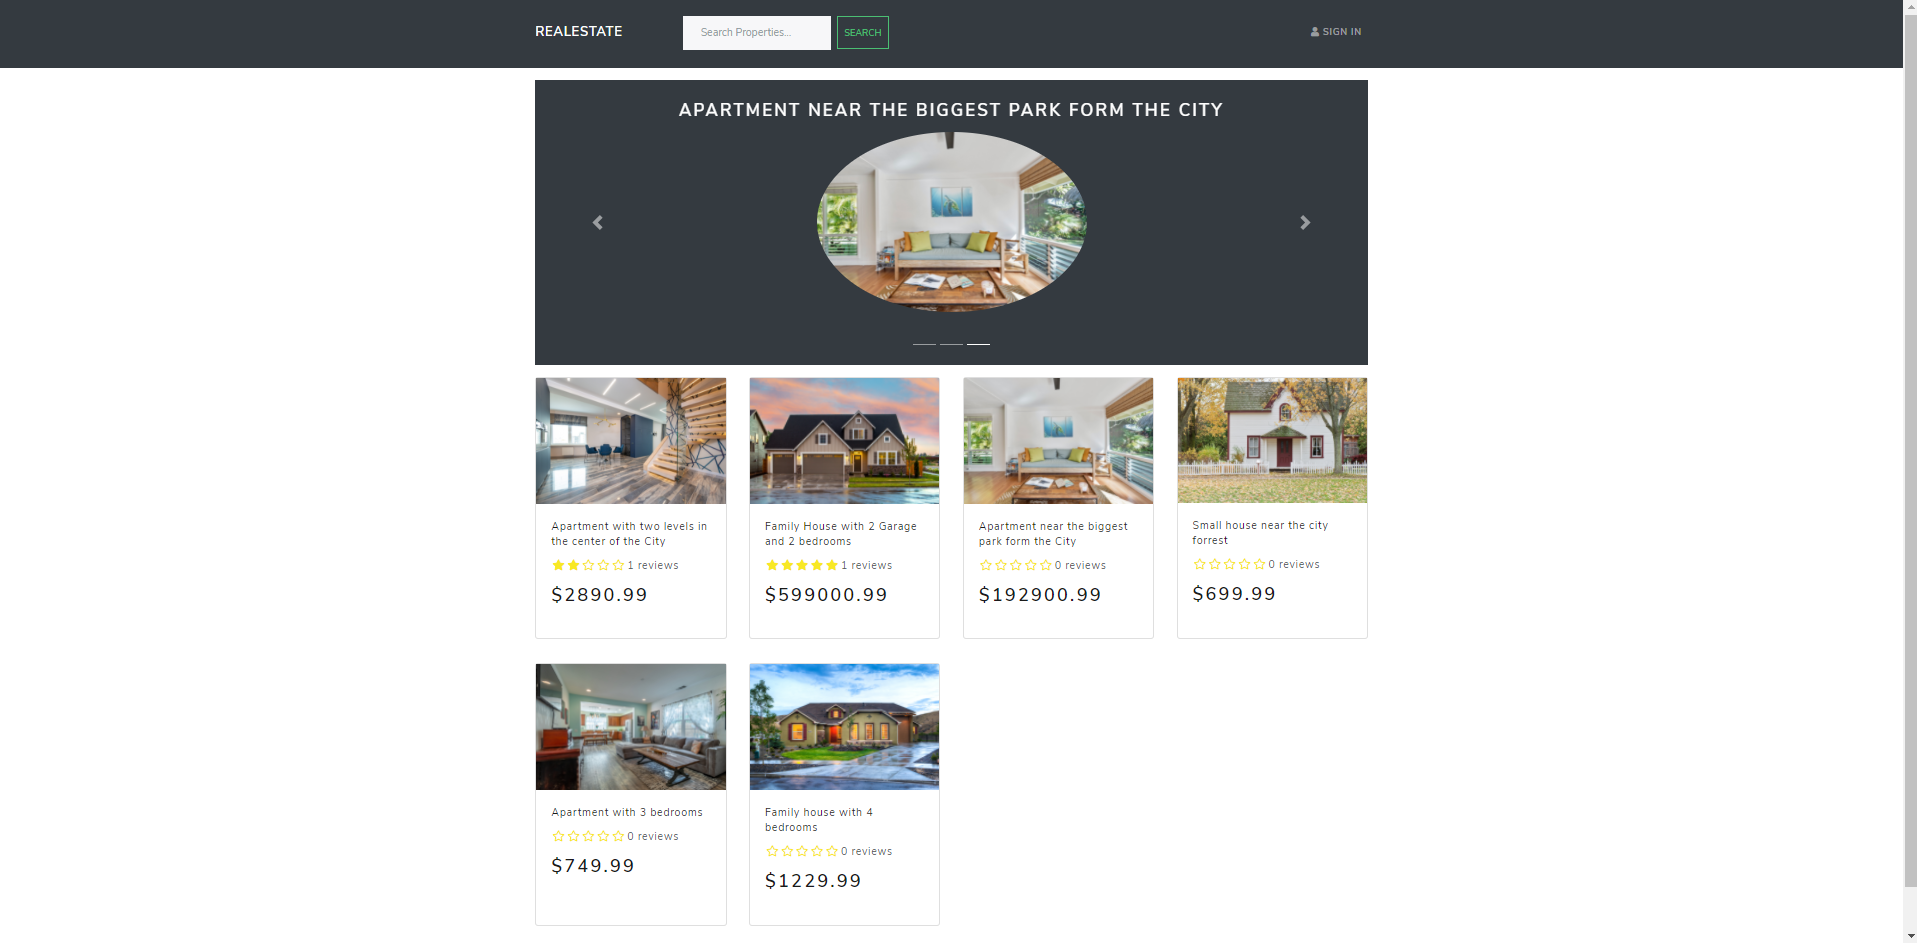 REALESTATE
Search Properties...
SEARCH
SIGN IN
APARTMENT NEAR THE BIGGEST PARK FORM THE CITY
Apartment with two levels in
the center of the City
1 reviews
$2890.99
Family House with 2 Garage
and 2 bedrooms
1 reviews
$599000.99
Apartment near the biggest
park form the City
0 reviews
$192900.99
Small house near the city
forrest
0 reviews
$699.99
Apartment with 3 bedrooms
0 reviews
$749.99
Family house with 4
bedrooms
0 reviews
$1229.99